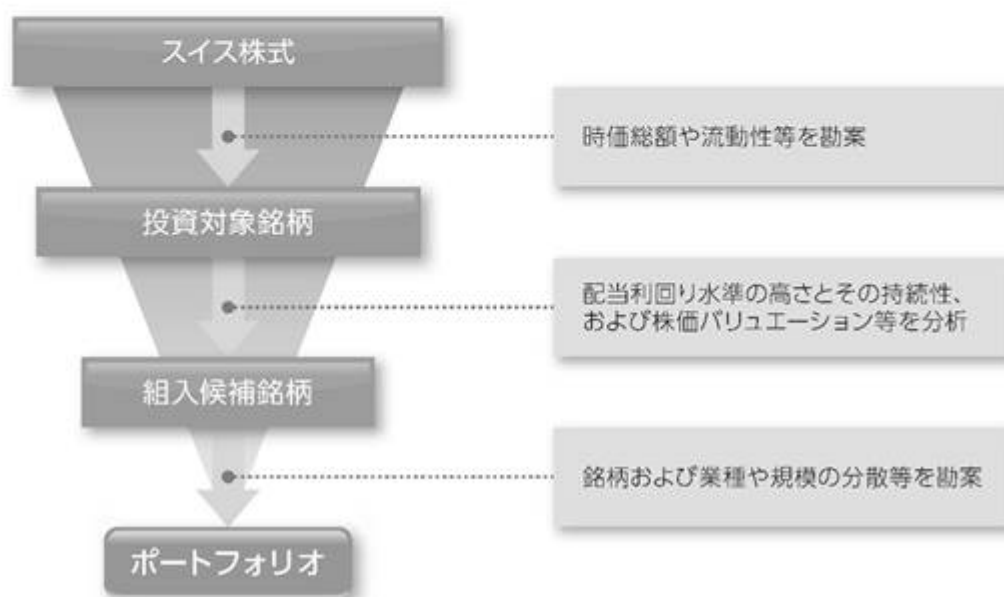 スイス株式
時価総額や流動性等を勘案
投資対象銘柄
配当利回り水準の高さとその持続性、
および株価バリュエーション等を分析
組入候補銘柄
銘柄および業種や規模の分散等を勘案
ポートフォリオ